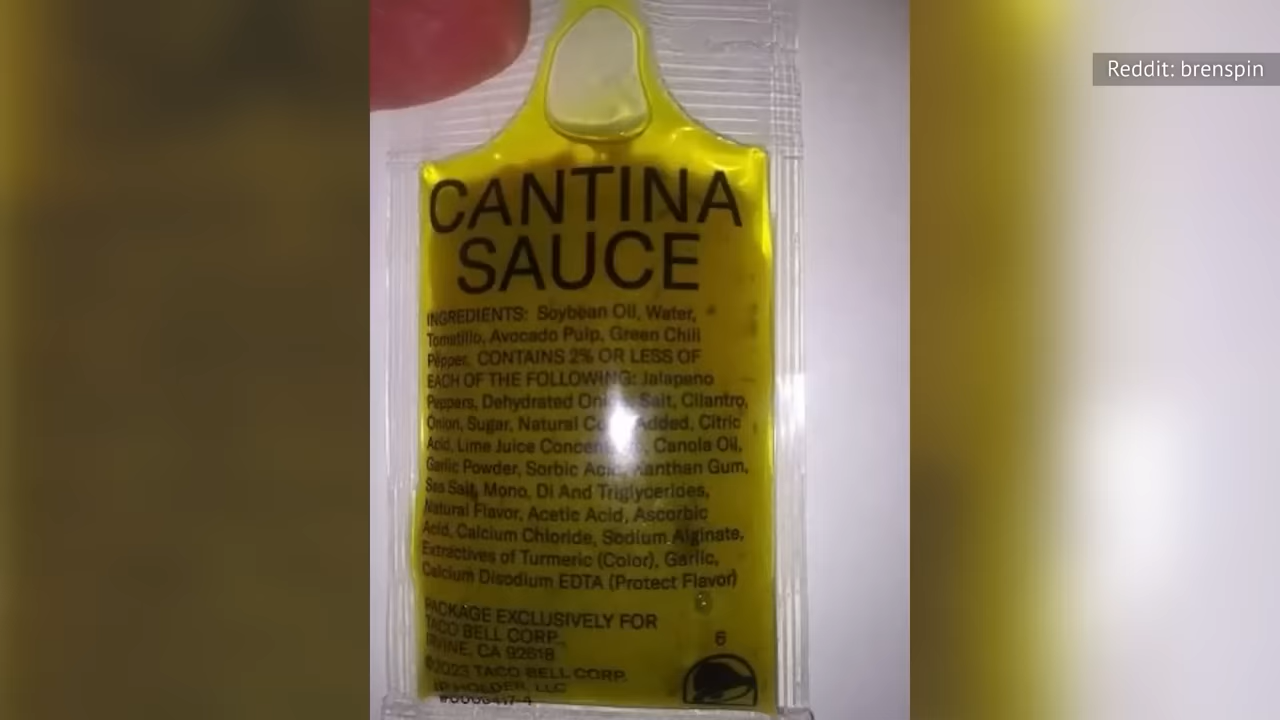 Reddit: brenspin
CANTINA
SAUCE
INGREDIENTS: Soybean Oil, Water,
Tomatillo, Avocado Pulp, Green Chili
Pepper. CONTAINS 2% OR LESS OF
EACH OF THE FOLLOWING: Jalapeno
Peppers, Dehydrated Salt, Cilantro,
Onion, Sugar, Natural Added, Citric
Acid, Lime Juice Canola Oil,
Garlic Powder, Sorbic Xanthan Gum,
Sea Salt, Mono, Di And Triglycerides,
Natural Flavor, Acetic Acid, Ascorbic
Acid, Calcium Chloride, Sodium Alginate,
Extractives of Turmeric (Color), Garlic,
Calcium Disodium EDTA (Protect Flavor)
PACKAGE EXCLUSIVELY FOR
TACO BELL CORP.
IRVINE, CA 92618
©2023 TACO BELL CORP.
IP HOLDER, LLC
6